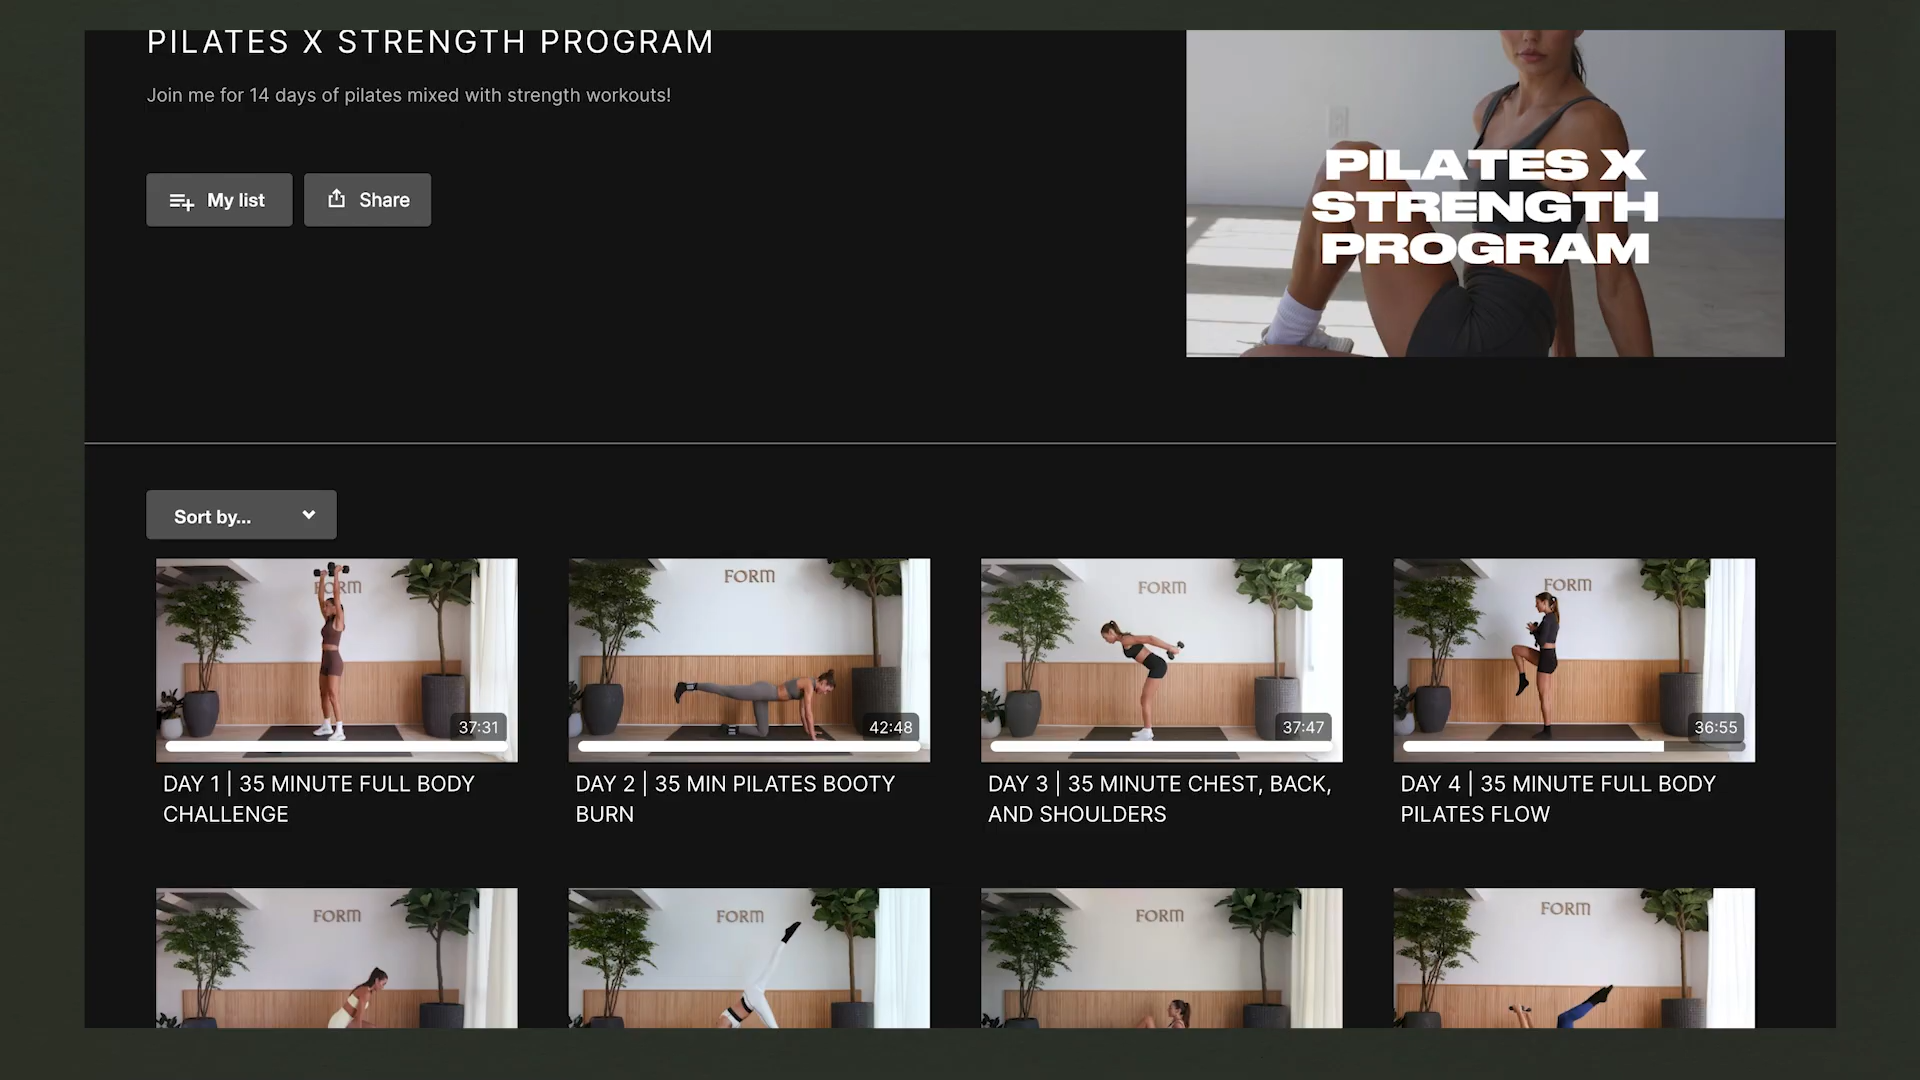 PILATES X STRENGTH PROGRAM
Join me for 14 days of pilates mixed with strength workouts!
My list
Share
PILATES X
STRENGTH
PROGRAM
Sort by...
FORM
37:31
DAY 1 | 35 MINUTE FULL BODY
CHALLENGE
FORM
42:48
DAY 2 | 35 MIN PILATES BOOTY
BURN
FORM
37:47
DAY 3 | 35 MINUTE CHEST, BACK,
AND SHOULDERS
FORM
36:55
DAY 4 | 35 MINUTE FULL BODY
PILATES FLOW
FORM
FORM
FORM
FORM